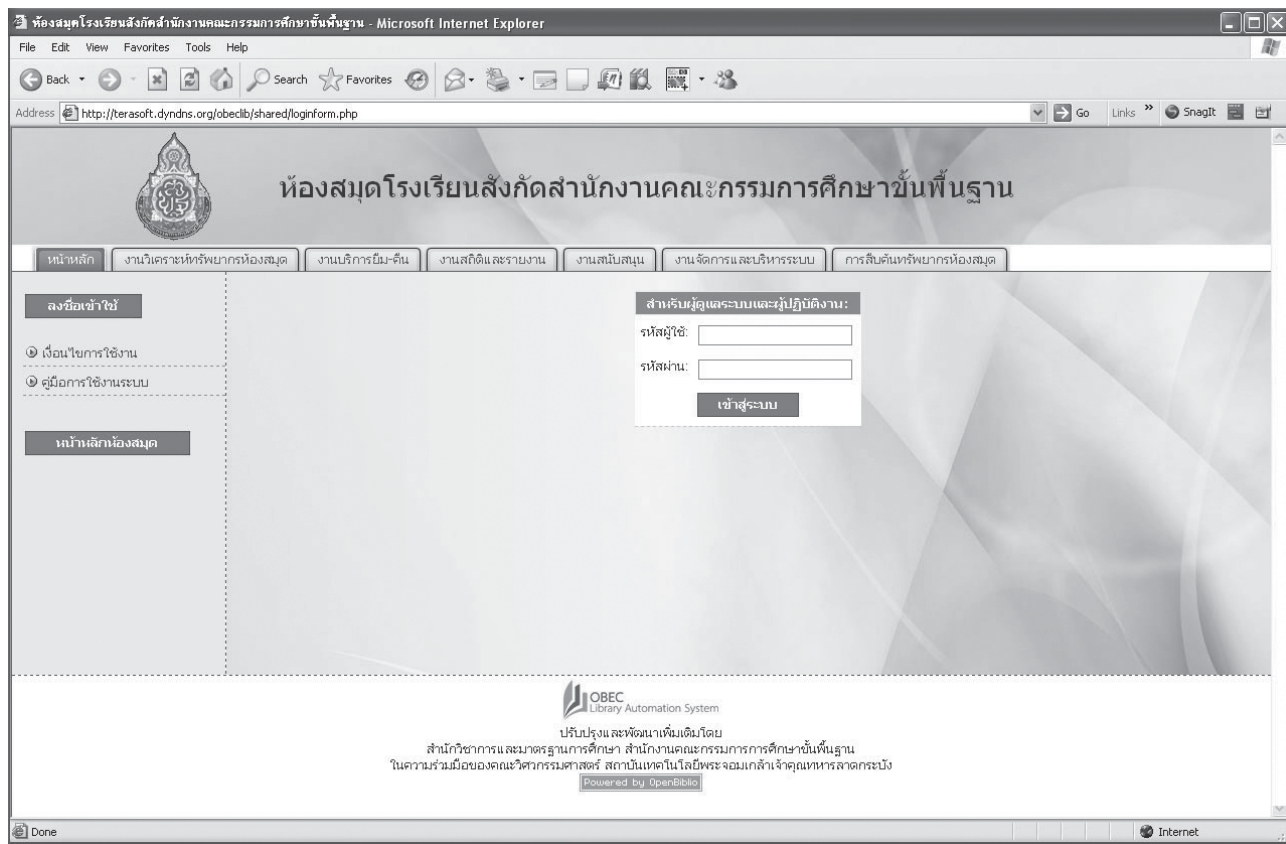 ห้องสมุดโรงเรียนสังกัดสำนักงานคณะกรรมการศึกษาขั้นพื้นฐาน - Microsoft Internet Explorer
File Edit View Favorites Tools Help
Back Search Favorites
Address http://terasoft.dyndns.org/obeclib/shared/loginform.php Go Links » SnagIt
ห้องสมุดโรงเรียนสังกัดสำนักงานคณะกรรมการศึกษาขั้นพื้นฐาน
หน้าหลัก งานวิเคราะห์ทรัพยากรห้องสมุด งานบริการยืม-คืน งานสถิติและรายงาน งานสนับสนุน งานจัดการและบริหารระบบ การสืบค้นทรัพยากรห้องสมุด
ลงชื่อเข้าใช้
เงื่อนไขการใช้งาน
คู่มือการใช้งานระบบ
หน้าหลักห้องสมุด
สำหรับผู้ดูแลระบบและผู้ปฏิบัติงาน:
รหัสผู้ใช้:
รหัสผ่าน:
เข้าสู่ระบบ
OBEC
Library Automation System
ปรับปรุงและพัฒนาเพิ่มเติมโดย
สำนักวิชาการและมาตรฐานการศึกษา สำนักงานคณะกรรมการการศึกษาขั้นพื้นฐาน
ในความร่วมมือของคณะวิศวกรรมศาสตร์ สถาบันเทคโนโลยีพระจอมเกล้าเจ้าคุณทหารลาดกระบัง
Powered by OpenBiblio
Done Internet